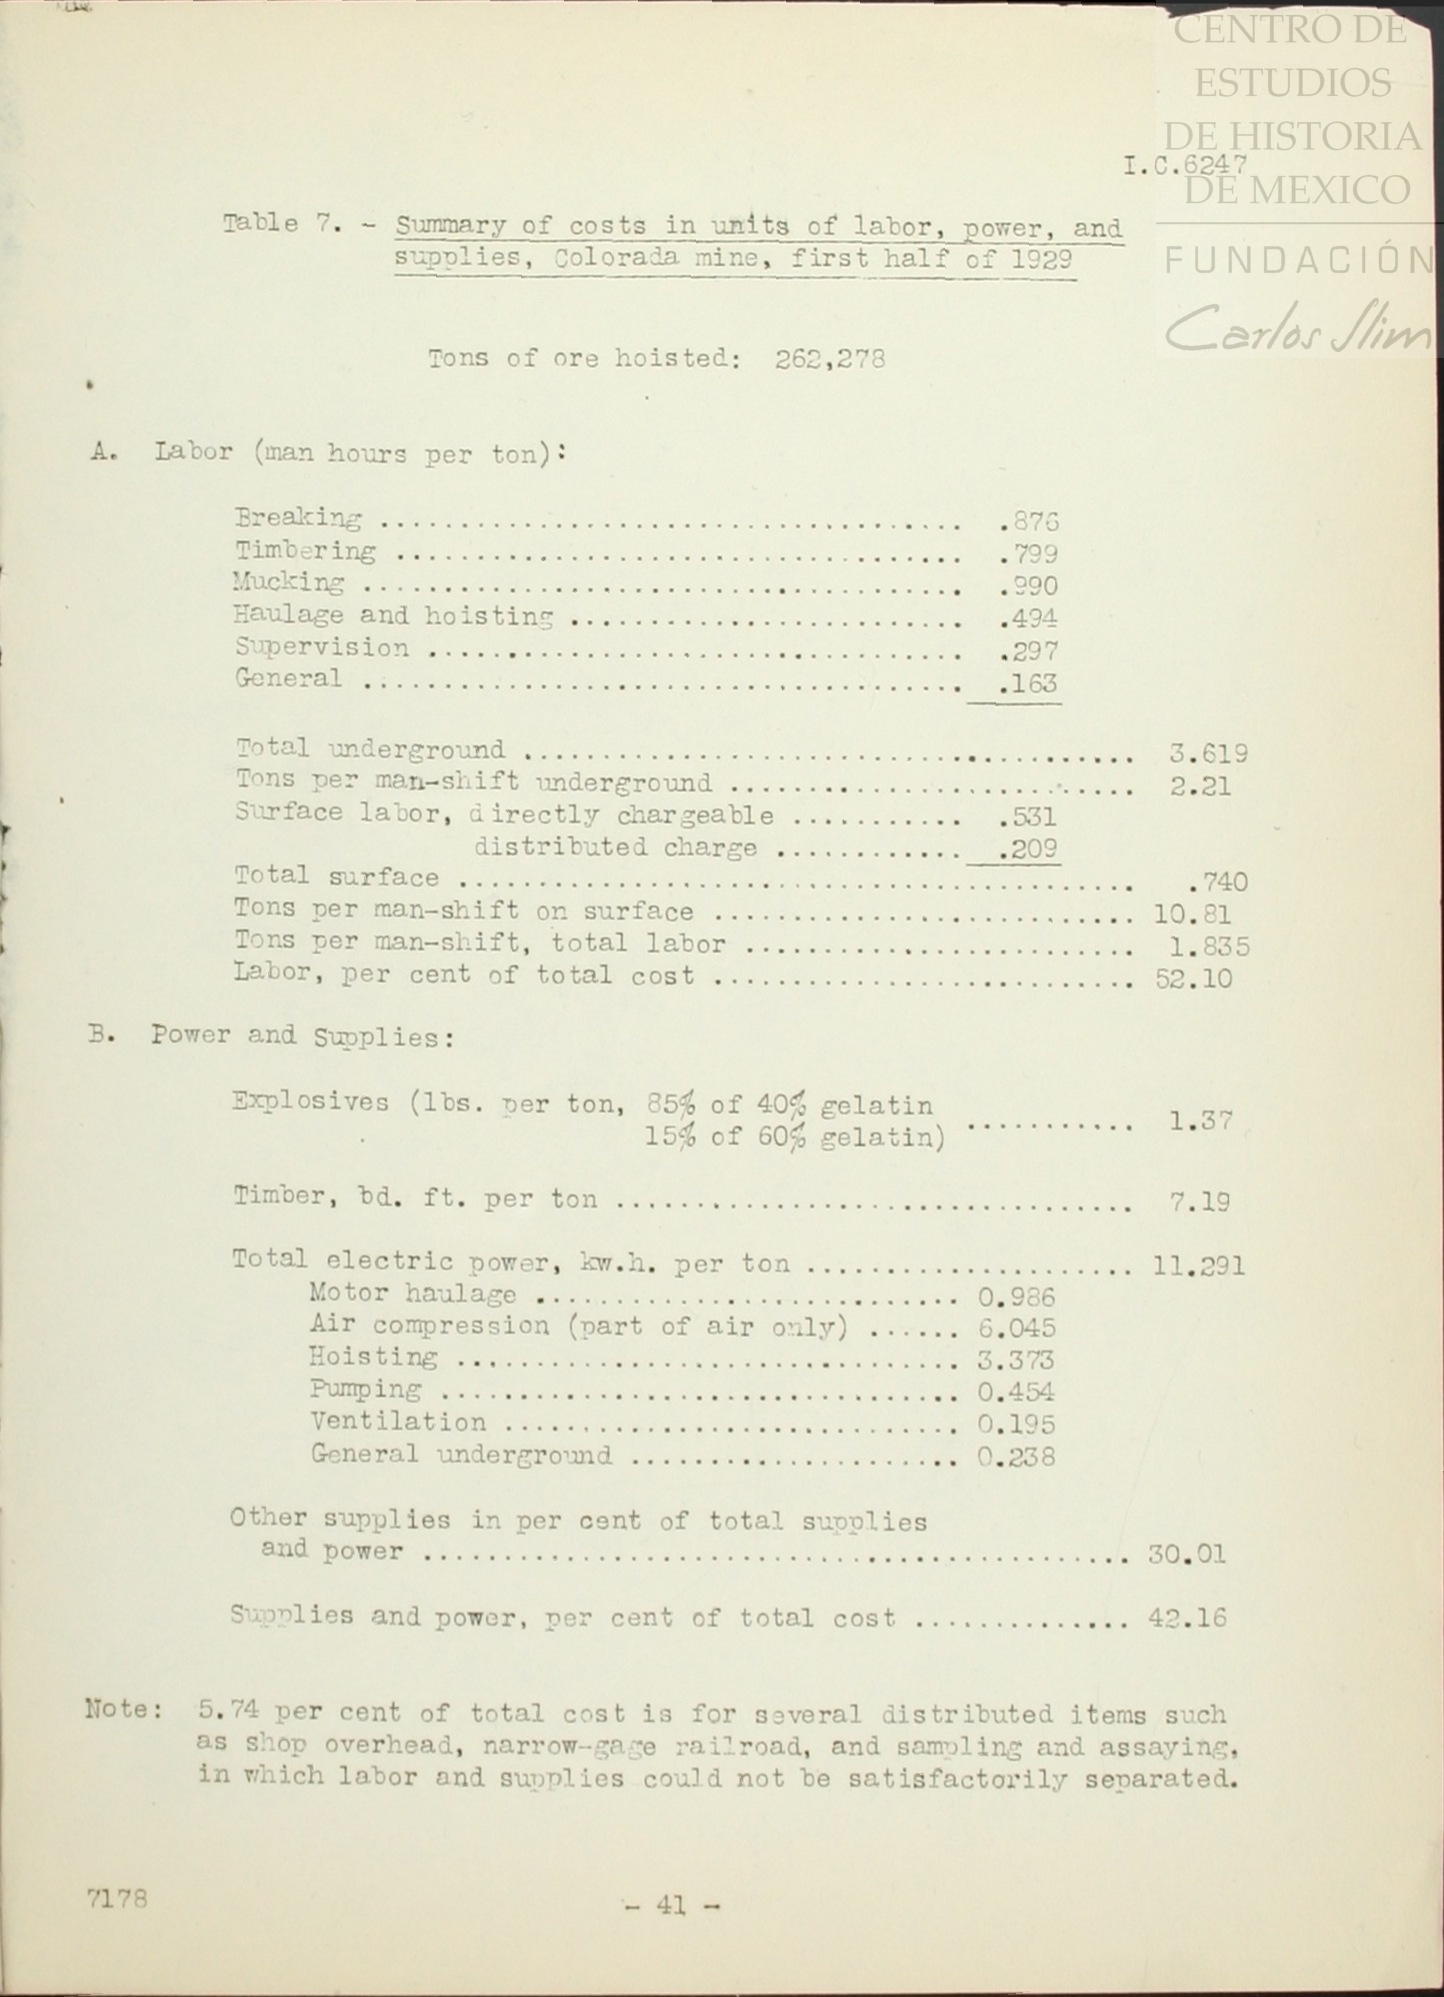 CENTRO DE
ESTUDIOS
DE HISTORIA
DE MEXICO
FUNDACIÓN
Carlos Slim
I.C.6247
Table 7. - Summary of costs in units of labor, power, and
supplies, Colorada mine, first half of 1929
Tons of ore hoisted: 262,278
A. Labor (man hours per ton):
Breaking .................................... .876
Timbering ................................... .799
Mucking ..................................... .990
Haulage and hoisting ......................... .494
Supervision .................................. .297
General ...................................... .163
Total underground ....................................... 3.619
Tons per man-shift underground .......................... 2.21
Surface labor, directly chargeable ........... .531
distributed charge ............ .209
Total surface ........................................... .740
Tons per man-shift on surface ........................... 10.81
Tons per man-shift, total labor ......................... 1.835
Labor, per cent of total cost ........................... 52.10
B. Power and Supplies:
Explosives (lbs. per ton, 85% of 40% gelatin
15% of 60% gelatin) ........... 1.37
Timber, bd. ft. per ton ................................. 7.19
Total electric power, kw.h. per ton ..................... 11.291
Motor haulage ........................... 0.986
Air compression (part of air only) ...... 6.045
Hoisting ................................ 3.373
Pumping ................................. 0.454
Ventilation ............................. 0.195
General underground ..................... 0.238
Other supplies in per cent of total supplies
and power ............................................. 30.01
Supplies and power, per cent of total cost .............. 42.16
Note: 5.74 per cent of total cost is for several distributed items such
as shop overhead, narrow-gage railroad, and sampling and assaying,
in which labor and supplies could not be satisfactorily separated.
7178
- 41 -